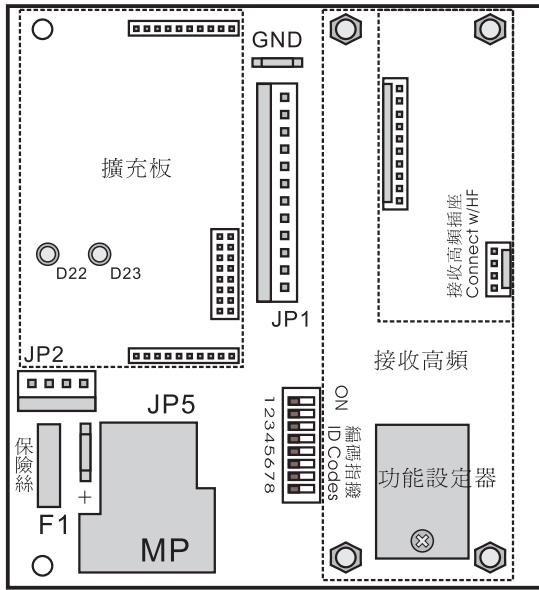 GND
擴充板
D22
D23
接收高頻插座
Connect w/HF
JP1
JP2
接收高頻
JP5
ON
12345678
編碼指撥
ID Codes
保險絲
+
F1
MP
功能設定器